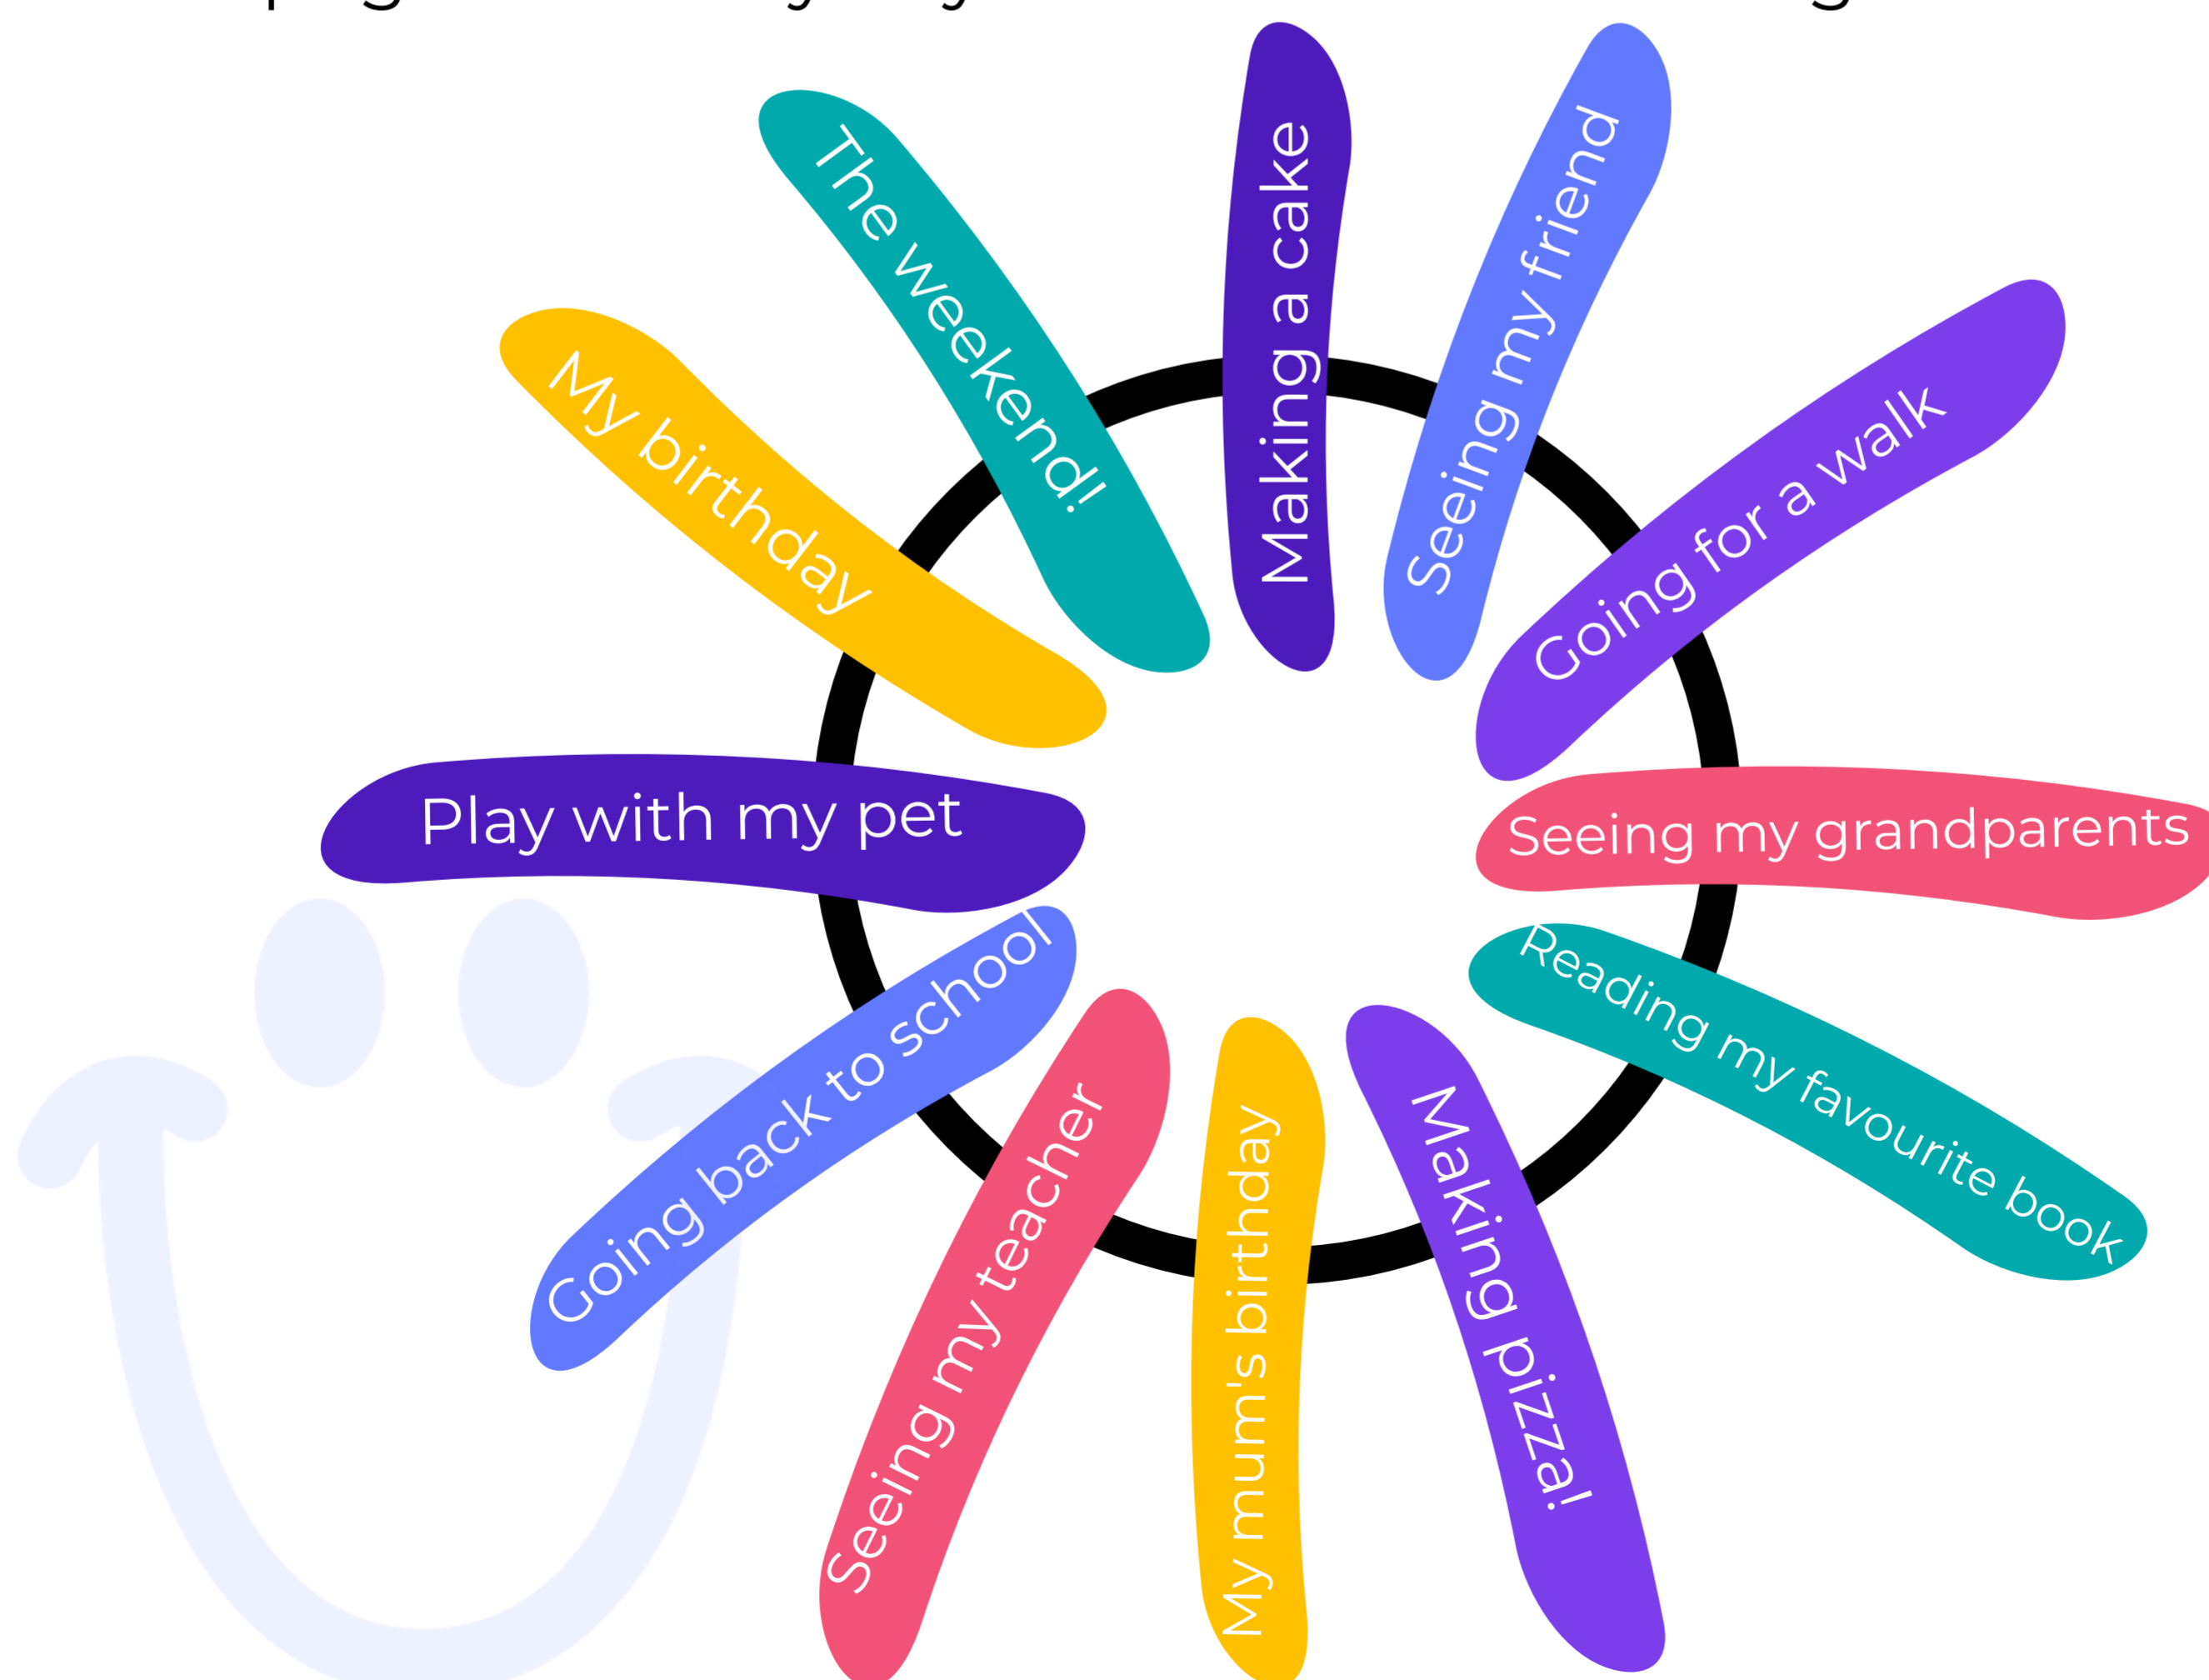 Making a cake
Seeing my friend
Going for a walk
Seeing my grandparents
Reading my favourite book
Making pizza!
My mum's birthday
Seeing my teacher
Going back to school
Play with my pet
My birthday
The weekend!